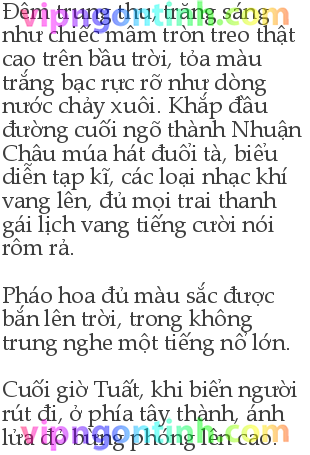 Đêm trung thu, trăng sáng
như chiếc mâm tròn treo thật
cao trên bầu trời, tỏa màu
trắng bạc rực rỡ như dòng
nước chảy xuôi. Khắp đầu
đường cuối ngõ thành Nhuận
Châu múa hát đuổi tà, biểu
diễn tạp kĩ, các loại nhạc khí
vang lên, đủ mọi trai thanh
gái lịch vang tiếng cười nói
rôm rả.
Pháo hoa đủ màu sắc được
bắn lên trời, trong không
trung nghe một tiếng nổ lớn.
Cuối giờ Tuất, khi biển người
rút đi, ở phía tây thành, ánh
lửa đỏ bừng phóng lên cao.
vipngontinh.com
vipngontinh.com